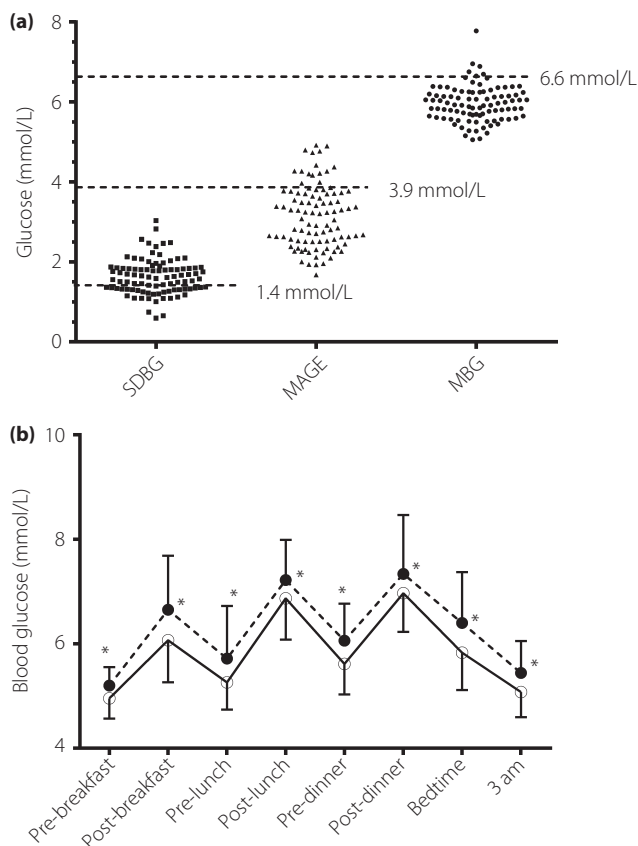 (a)
8
6
4
2
0
Glucose (mmol/L)
6.6 mmol/L
3.9 mmol/L
1.4 mmol/L
SDBG
MAGE
MBG
(b)
10
8
6
4
Blood glucose (mmol/L)
*
*
*
*
*
*
*
*
Pre-breakfast
Post-breakfast
Pre-lunch
Post-lunch
Pre-dinner
Post-dinner
Bedtime
3 am